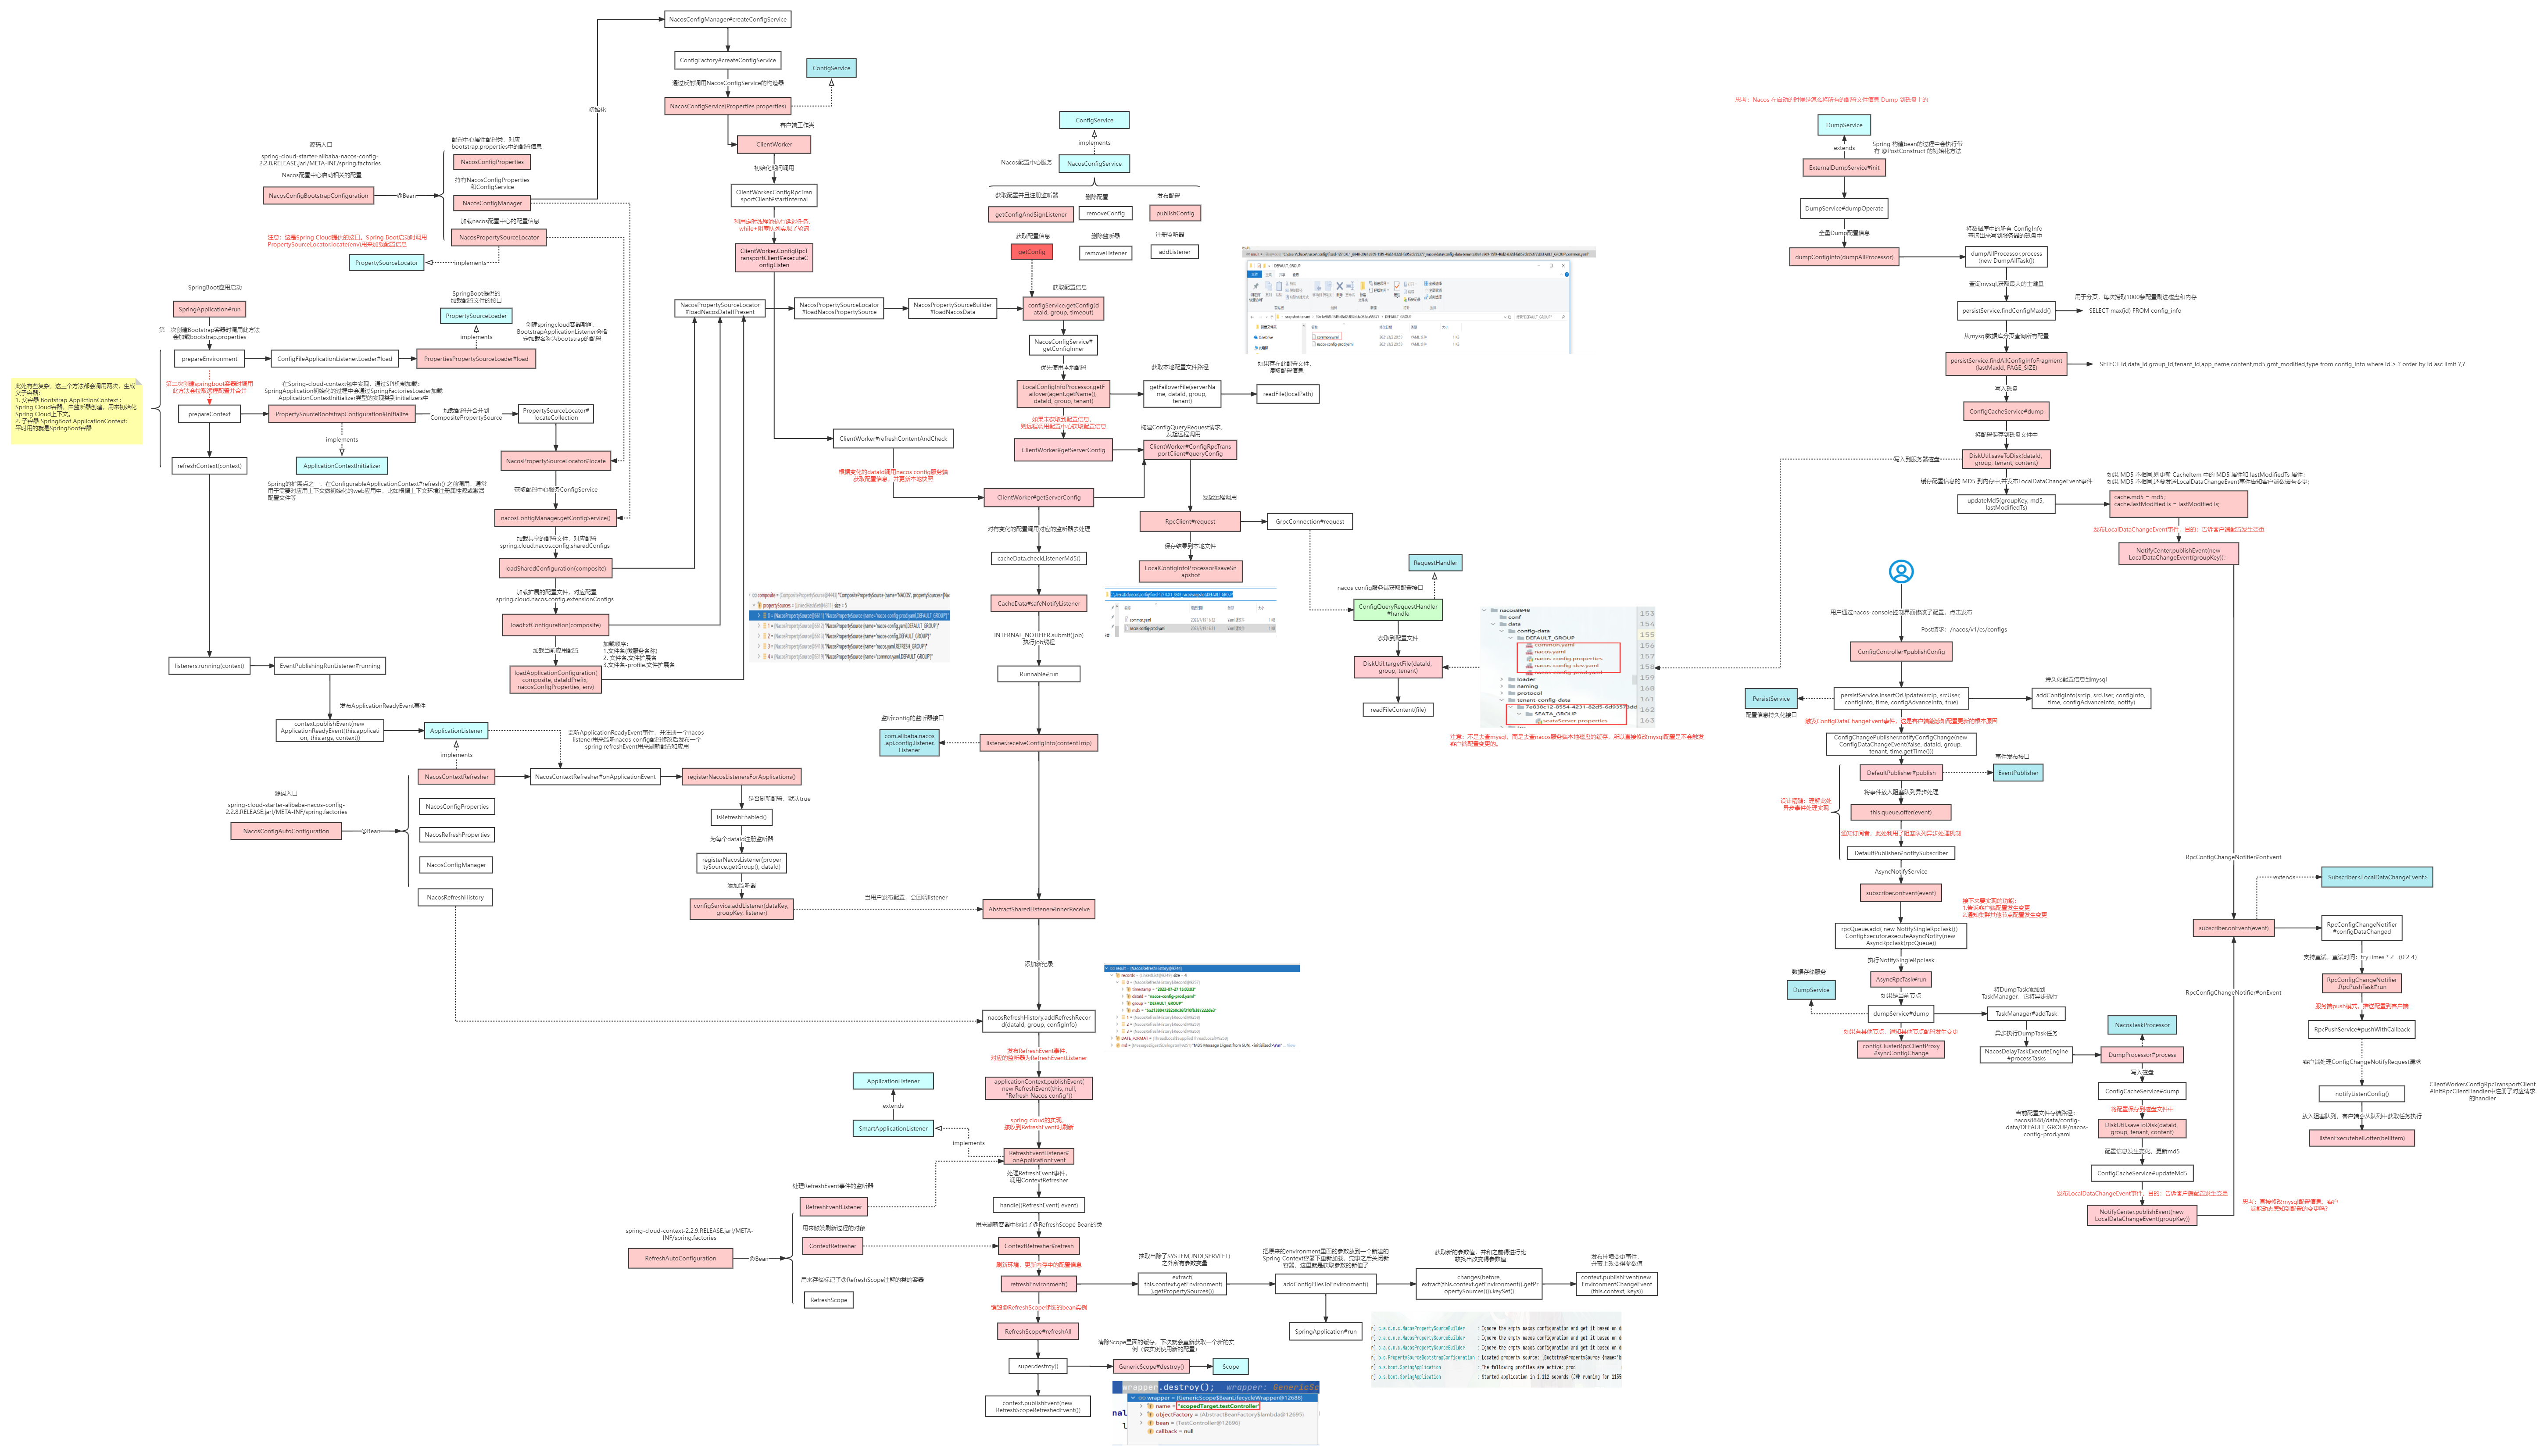 NacosConfigManager#createConfigService
ConfigFactory#createConfigService
通过反射调用NacosConfigService的构造器
NacosConfigService(Properties properties)
ConfigService
初始化
客户端工作类
ClientWorker
初始化期间调用
ClientWorker.ConfigRpcTran
sportClient#startInternal
利用定时线程池执行延迟任务,
while+阻塞队列实现了轮询
ClientWorker.ConfigRpcT
ransportClient#executeC
onfigListen
源码入口
spring-cloud-starter-alibaba-nacos-config-
2.2.8.RELEASE.jar!/META-INF/spring.factories
Nacos配置中心启动相关的配置
NacosConfigBootstrapConfiguration
@Bean
配置中心属性配置类，对应
bootstrap.properties中的配置信息
NacosConfigProperties
持有NacosConfigProperties
和ConfigService
NacosConfigManager
加载nacos配置中心的配置信息
NacosPropertySourceLocator
注意：这是Spring Cloud提供的接口，Spring Boot启动时调用
PropertySourceLocator.locate(env)用来加载配置信息
PropertySourceLocator
implements
SpringBoot应用启动
SpringApplication#run
第一次创建Bootstrap容器时调用此方法
会加载bootstrap.properties
prepareEnvironment
ConfigFileApplicationListener.Loader#load
PropertiesPropertySourceLoader#load
SpringBoot提供的
加载配置文件的接口
PropertySourceLoader
implements
创建springcloud容器期间,
BootstrapApplicationListener会指
定加载名称为bootstrap的配置
此处有些复杂，这三个方法都会调用两次，生成
父子容器：
1. 父容器 Bootstrap ApplictionContext：
Spring Cloud容器，由监听器创建，用来初始化
Spring Cloud上下文。
2. 子容器 SpringBoot ApplicationContext：
平时用的就是SpringBoot容器
第二次创建springboot容器时调用
此方法会拉取远程配置并合并
prepareContext
在Spring-cloud-context包中实现，通过SPI机制加载：
SpringApplication初始化的过程中会通过SpringFactoriesLoader加载
ApplicationContextInitializer类型的实现类到initializers中
PropertySourceBootstrapConfiguration#initialize
加载配置并合并到
CompositePropertySource
PropertySourceLocator#
locateCollection
implements
ApplicationContextInitializer
Spring的扩展点之一，在ConfigurableApplicationContext#refresh() 之前调用，通常
用于需要对应用上下文做初始化的web应用中，比如根据上下文环境注册属性源或激活
配置文件等
refreshContext(context)
NacosPropertySourceLocator#locate
获取配置中心服务ConfigService
nacosConfigManager.getConfigService()
加载共享的配置文件，对应配置
spring.cloud.nacos.config.sharedConfigs
loadSharedConfiguration(composite)
加载扩展的配置文件，对应配置
spring.cloud.nacos.config.extensionConfigs
loadExtConfiguration(composite)
加载当前应用配置
加载顺序：
1.文件名(微服务名称)
2. 文件名.文件扩展名
3.文件名-profile.文件扩展名
loadApplicationConfiguration(
composite, dataIdPrefix,
nacosConfigProperties, env)
listeners.running(context)
EventPublishingRunListener#running
发布ApplicationReadyEvent事件
context.publishEvent(new
ApplicationReadyEvent(this.applicati
on, this.args, context))
ApplicationListener
implements
监听ApplicationReadyEvent事件，并注册一个nacos
listener用来监听nacos config配置修改后发布一个
spring refreshEvent用来刷新配置和应用
NacosContextRefresher
NacosContextRefresher#onApplicationEvent
registerNacosListenersForApplications()
是否刷新配置，默认true
isRefreshEnabled()
为每个dataId注册监听器
registerNacosListener(proper
tySource.getGroup(), dataId)
添加监听器
configService.addListener(dataKey,
groupKey, listener)
当用户发布配置，会回调listener
源码入口
spring-cloud-starter-alibaba-nacos-config-
2.2.8.RELEASE.jar!/META-INF/spring.factories
NacosConfigAutoConfiguration
@Bean
NacosConfigProperties
NacosRefreshProperties
NacosConfigManager
NacosRefreshHistory
NacosPropertySourceLocator
#loadNacosDataIfPresent
NacosPropertySourceLocator
#loadNacosPropertySource
NacosPropertySourceBuilder
#loadNacosData
ConfigService
implements
Nacos配置中心服务
NacosConfigService
获取配置并且注册监听器
getConfigAndSignListener
删除配置
removeConfig
发布配置
publishConfig
获取配置信息
getConfig
删除监听器
removeListener
注册监听器
addListener
获取配置信息
configService.getConfig(d
ataId, group, timeout)
NacosConfigService#
getConfigInner
优先使用本地配置
LocalConfigInfoProcessor.getF
ailover(agent.getName(),
dataId, group, tenant)
获取本地配置文件路径
getFailoverFile(serverNa
me, dataId, group,
tenant)
如果存在此配置文件,
读取配置信息
readFile(localPath)
如果未获取到配置信息,
则远程调用配置中心获取配置信息
ClientWorker#getServerConfig
构建ConfigQueryRequest请求,
发起远程调用
ClientWorker#ConfigRpcTrans
portClient#queryConfig
ClientWorker#refreshContentAndCheck
根据变化的dataId调用nacos config服务端
获取配置信息，并更新本地快照
ClientWorker#getServerConfig
发起远程调用
RpcClient#request
GrpcConnection#request
保存结果到本地文件
LocalConfigInfoProcessor#saveSn
apshot
对有变化的配置调用对应的监听器去处理
cacheData.checkListenerMd5()
CacheData#safeNotifyListener
INTERNAL_NOTIFIER.submit(job)
执行job线程
Runnable#run
监听config的监听器接口
com.alibaba.nacos
.api.config.listener.
Listener
listener.receiveConfigInfo(contentTmp)
AbstractSharedListener#innerReceive
添加新纪录
nacosRefreshHistory.addRefreshRecor
d(dataId, group, configInfo)
发布RefreshEvent事件,
对应的监听器为RefreshEventListener
applicationContext.publishEvent(
new RefreshEvent(this, null,
"Refresh Nacos config"))
spring cloud的实现,
接收到RefreshEvent时刷新
ApplicationListener
extends
SmartApplicationListener
implements
RefreshEventListener#
onApplicationEvent
处理RefreshEvent事件,
调用ContextRefresher
handle((RefreshEvent) event)
用来刷新容器中标记了@RefreshScope Bean的类
ContextRefresher#refresh
刷新环境，更新内存中的配置信息
refreshEnvironment()
销毁@RefreshScope修饰的bean实例
RefreshScope#refreshAll
super.destroy()
context.publishEvent(new
RefreshScopeRefreshedEvent())
spring-cloud-context-2.2.9.RELEASE.jar!/META-
INF/spring.factories
RefreshAutoConfiguration
@Bean
处理RefreshEvent事件的监听器
RefreshEventListener
用来触发刷新过程的对象
ContextRefresher
用来存储标记了@RefreshScope注解的类的容器
RefreshScope
抽取出除了SYSTEM,JNDI,SERVLET)
之外所有参数变量
extract(
this.context.getEnvironment(
).getPropertySources())
把原来的environment里面的参数放到一个新建的
Spring Context容器下重新加载，完事之后关闭新
容器，这里就是获取参数的新值了
addConfigFilesToEnvironment()
SpringApplication#run
获取新的参数值，并和之前得进行比
较找出改变得参数值
changes(before,
extract(this.context.getEnvironment().getPr
opertySources())).keySet()
发布环境变更事件,
并带上改变得参数值
context.publishEvent(new
EnvironmentChangeEvent
(this.context, keys))
清除Scope里面的缓存，下次就会重新获取一个新的实
例（该实例使用新的配置）
GenericScope#destroy()
Scope
wrapper.destroy();
wrapper = {GenericScope$BeanLifecycleWrapper@12688}
name = "scopedTarget.testController"
objectFactory = {AbstractBeanFactory$lambda@12695}
bean = {TestController@12696}
callback = null
c.a.c.n.c.NacosPropertySourceBuilder : Ignore the empty nacos configuration and get it based on d
c.a.c.n.c.NacosPropertySourceBuilder : Ignore the empty nacos configuration and get it based on d
c.a.c.n.c.NacosPropertySourceBuilder : Ignore the empty nacos configuration and get it based on d
b.c.PropertySourceBootstrapConfiguration : Located property source: [BootstrapPropertySource {name='b
o.s.boot.SpringApplication : The following profiles are active: prod
o.s.boot.SpringApplication : Started application in 1.112 seconds (JVM running for 1135
RequestHandler
nacos config服务端获取配置接口
ConfigQueryRequestHandler
#handle
获取到配置文件
DiskUtil.targetFile(dataId,
group, tenant)
readFileContent(file)
nacos8848
conf
data
config-data
DEFAULT_GROUP
common.yaml
nacos.yaml
nacos-config.properties
nacos-config-dev.yaml
nacos-config-prod.yaml
loader
naming
protocol
tenant-config-data
SEATA_GROUP
seataServer.properties
153
154
155
156
157
158
159
160
161
162
163
注意：不是去查mysql，而是去查nacos服务端本地磁盘的缓存，所以直接修改mysql配置是不会触发
客户端配置变更的。
思考：Nacos 在启动的时候是怎么将所有的配置文件信息 Dump 到磁盘上的
DumpService
extends
Spring 构建bean的过程中会执行带
有 @PostConstruct 的初始化方法
ExternalDumpService#init
DumpService#dumpOperate
全量Dump配置信息
dumpConfigInfo(dumpAllProcessor)
将数据库中的所有 ConfigInfo
查询出来写到服务器的磁盘中
dumpAllProcessor.process
(new DumpAllTask())
查询mysql,获取最大的主键量
persistService.findConfigMaxId()
用于分页，每次捞取1000条配置刷进磁盘和内存
SELECT max(id) FROM config_info
从mysql数据库分页查询所有配置
persistService.findAllConfigInfoFragment
(lastMaxId, PAGE_SIZE)
SELECT id,data_id,group_id,tenant_id,app_name,content,md5,gmt_modified,type from config_info where id > ? order by id asc limit ?,?
写入磁盘
ConfigCacheService#dump
将配置保存到磁盘文件中
DiskUtil.saveToDisk(dataId,
group, tenant, content)
写入到服务器磁盘
缓存配置信息的 MD5 到内存中,并发布LocalDataChangeEvent事件
updateMd5(groupKey, md5,
lastModifiedTs)
如果 MD5 不相同,则更新 CacheItem 中的 MD5 属性和 lastModifiedTs 属性；
如果 MD5 不相同,还要发送LocalDataChangeEvent事件告知客户端数据有变更;
cache.md5 = md5;
cache.lastModifiedTs = lastModifiedTs;
发布LocalDataChangeEvent事件，目的：告诉客户端配置发生变更
NotifyCenter.publishEvent(new
LocalDataChangeEvent(groupKey));
用户通过nacos-console控制界面修改了配置，点击发布
Post请求：/nacos/v1/cs/configs
ConfigController#publishConfig
PersistService
配置信息持久化接口
persistService.insertOrUpdate(srcIp, srcUser,
configInfo, time, configAdvanceInfo, true)
持久化配置信息到mysql
addConfigInfo(srcIp, srcUser, configInfo,
time, configAdvanceInfo, notify)
触发ConfigDataChangeEvent事件，这是客户端能感知配置更新的根本原因
ConfigChangePublisher.notifyConfigChange(new
ConfigDataChangeEvent(false, dataId, group,
tenant, time.getTime()))
DefaultPublisher#publish
事件发布接口
EventPublisher
将事件放入阻塞队列异步处理
设计精髓：理解此处
异步事件处理实现
this.queue.offer(event)
通知订阅者，此处利用了阻塞队列异步处理机制
DefaultPublisher#notifySubscriber
AsyncNotifyService
subscriber.onEvent(event)
接下来要实现的功能：
1.告诉客户端配置发生变更
2.通知集群其他节点配置发生变更
rpcQueue.add( new NotifySingleRpcTask())
ConfigExecutor.executeAsyncNotify(new
AsyncRpcTask(rpcQueue))
执行NotifySingleRpcTask
AsyncRpcTask#run
数据存储服务
DumpService
如果是当前节点
dumpService#dump
将DumpTask添加到
TaskManager，它将异步执行
TaskManager#addTask
如果有其他节点，通知其他节点配置发生变更
configClusterRpcClientProxy
#syncConfigChange
异步执行DumpTask任务
NacosDelayTaskExecuteEngine
#processTasks
NacosTaskProcessor
DumpProcessor#process
写入磁盘
ConfigCacheService#dump
将配置保存到磁盘文件中
当前配置文件存储路径：
nacos8848/data/config-
data/DEFAULT_GROUP/nacos-
config-prod.yaml
DiskUtil.saveToDisk(dataId,
group, tenant, content)
配置信息发生变化，更新md5
ConfigCacheService#updateMd5
发布LocalDataChangeEvent事件，目的：告诉客户端配置发生变更
NotifyCenter.publishEvent(new
LocalDataChangeEvent(groupKey))
思考：直接修改mysql配置信息，客户
端能动态感知到配置的变更吗？
RpcConfigChangeNotifier#onEvent
RpcConfigChangeNotifier#onEvent
extends
Subscriber<LocalDataChangeEvent>
subscriber.onEvent(event)
RpcConfigChangeNotifier
#configDataChanged
支持重试，重试时间：tryTimes * 2 （0 2 4）
RpcConfigChangeNotifier
.RpcPushTask#run
服务端push模式，推送配置到客户端
RpcPushService#pushWithCallback
客户端处理ConfigChangeNotifyRequest请求
notifyListenConfig()
ClientWorker.ConfigRpcTransportClient
#initRpcClientHandler中注册了对应请求
的handler
放入阻塞队列，客户端会从队列中获取任务执行
listenExecutebell.offer(bellItem)